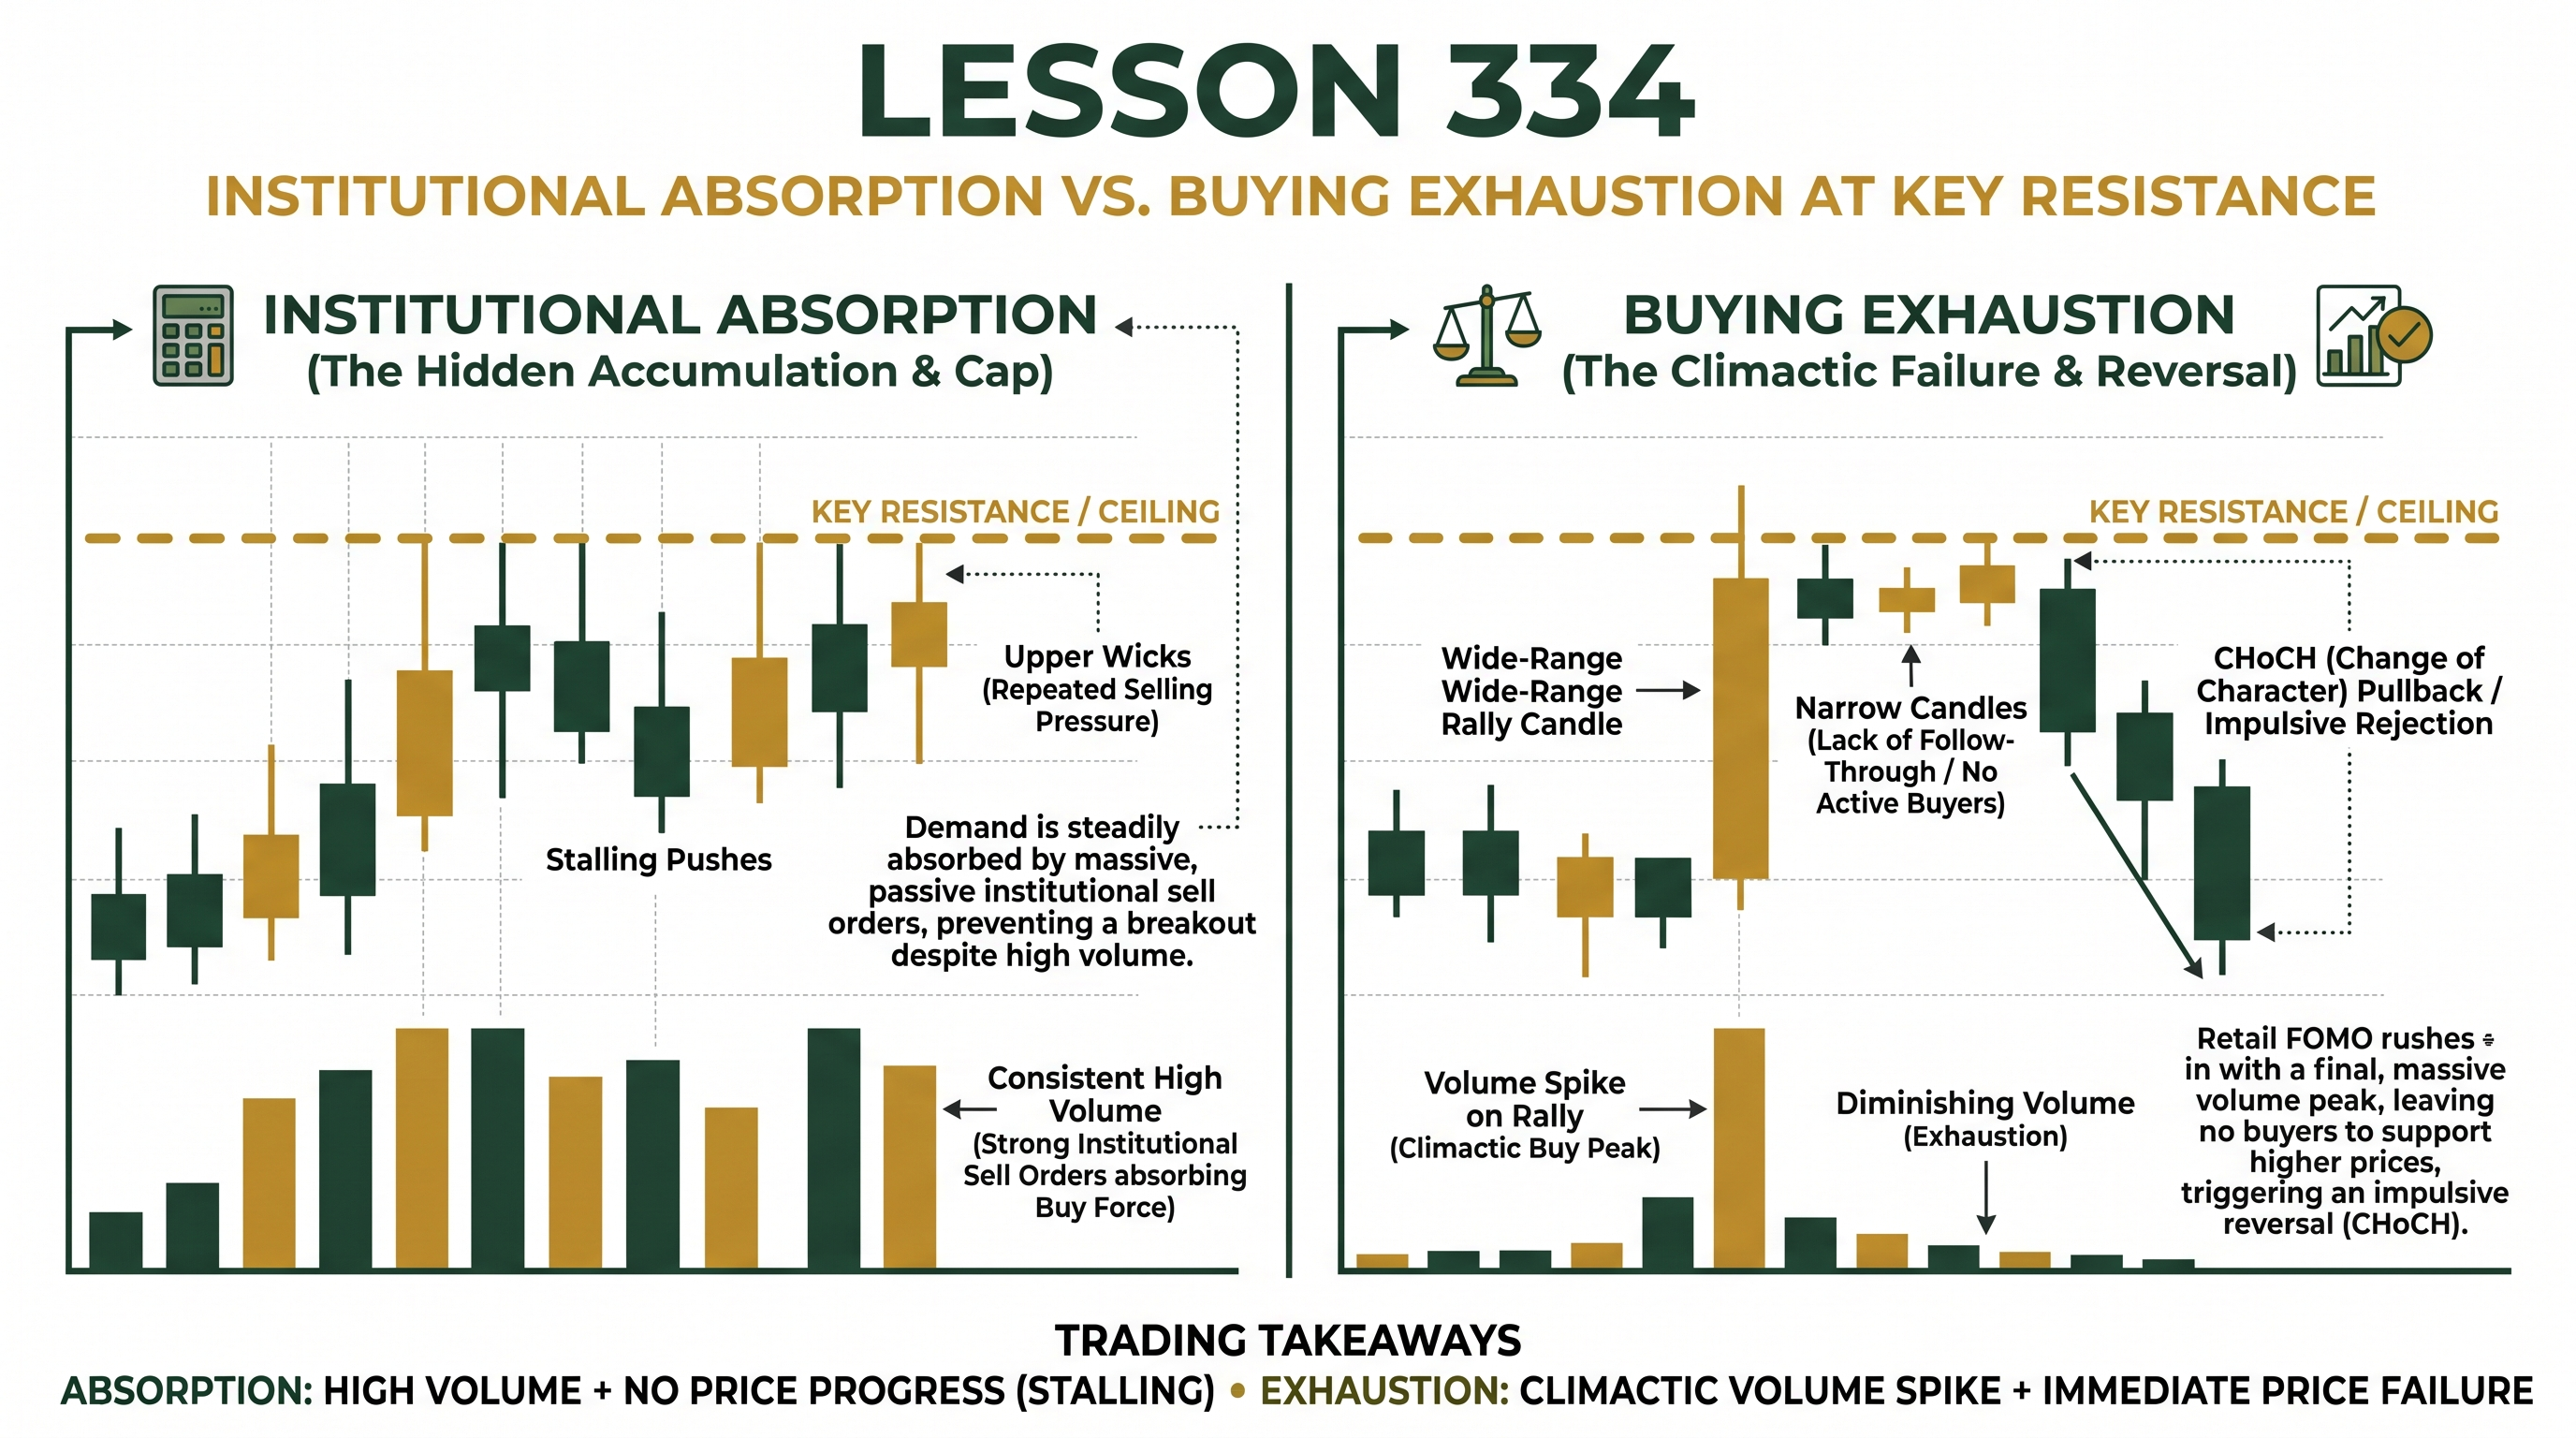 LESSON 334
INSTITUTIONAL ABSORPTION VS. BUYING EXHAUSTION AT KEY RESISTANCE
INSTITUTIONAL ABSORPTION
(The Hidden Accumulation & Cap)
KEY RESISTANCE / CEILING
Upper Wicks
(Repeated Selling
Pressure)
Stalling Pushes
Demand is steadily
absorbed by massive,
passive institutional sell
orders, preventing a breakout
despite high volume.
Consistent High
Volume
(Strong Institutional
Sell Orders absorbing
Buy Force)
BUYING EXHAUSTION
(The Climactic Failure & Reversal)
KEY RESISTANCE / CEILING
Wide-Range
Wide-Range
Rally Candle
Narrow Candles
(Lack of Follow-
Through / No
Active Buyers)
CHoCH (Change of
Character) Pullback /
Impulsive Rejection
Volume Spike
on Rally
(Climactic Buy Peak)
Diminishing Volume
(Exhaustion)
Retail FOMO rushes
in with a final, massive
volume peak, leaving
no buyers to support
higher prices,
triggering an impulsive
reversal (CHoCH).
TRADING TAKEAWAYS
ABSORPTION: HIGH VOLUME + NO PRICE PROGRESS (STALLING) • EXHAUSTION: CLIMACTIC VOLUME SPIKE + IMMEDIATE PRICE FAILURE